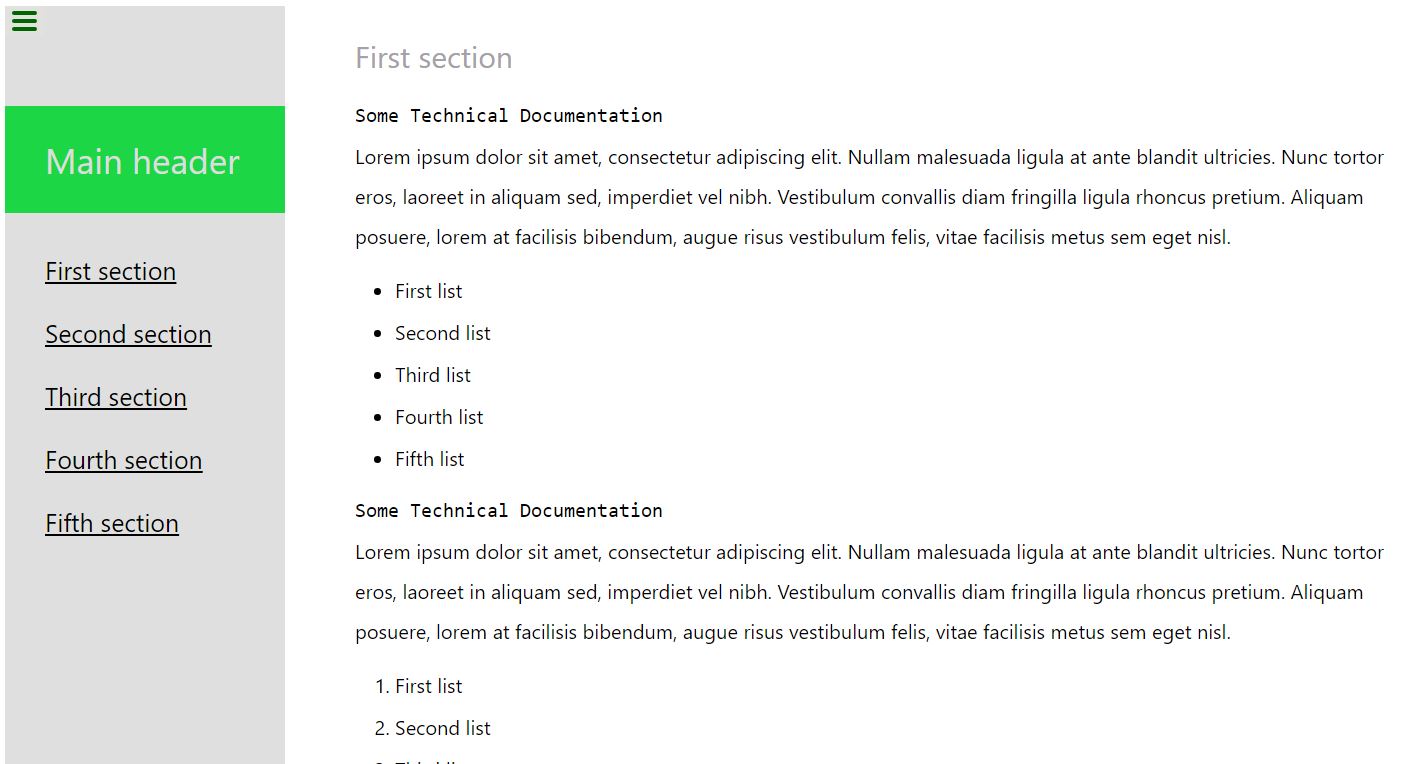 Main header
First section
Second section
Third section
Fourth section
Fifth section
First section
Some Technical Documentation
Lorem ipsum dolor sit amet, consectetur adipiscing elit. Nullam malesuada ligula at ante blandit ultricies. Nunc tortor
eros, laoreet in aliquam sed, imperdiet vel nibh. Vestibulum convallis diam fringilla ligula rhoncus pretium. Aliquam
posuere, lorem at facilisis bibendum, augue risus vestibulum felis, vitae facilisis metus sem eget nisl.
• First list
• Second list
• Third list
• Fourth list
• Fifth list
Some Technical Documentation
Lorem ipsum dolor sit amet, consectetur adipiscing elit. Nullam malesuada ligula at ante blandit ultricies. Nunc tortor
eros, laoreet in aliquam sed, imperdiet vel nibh. Vestibulum convallis diam fringilla ligula rhoncus pretium. Aliquam
posuere, lorem at facilisis bibendum, augue risus vestibulum felis, vitae facilisis metus sem eget nisl.
1. First list
2. Second list